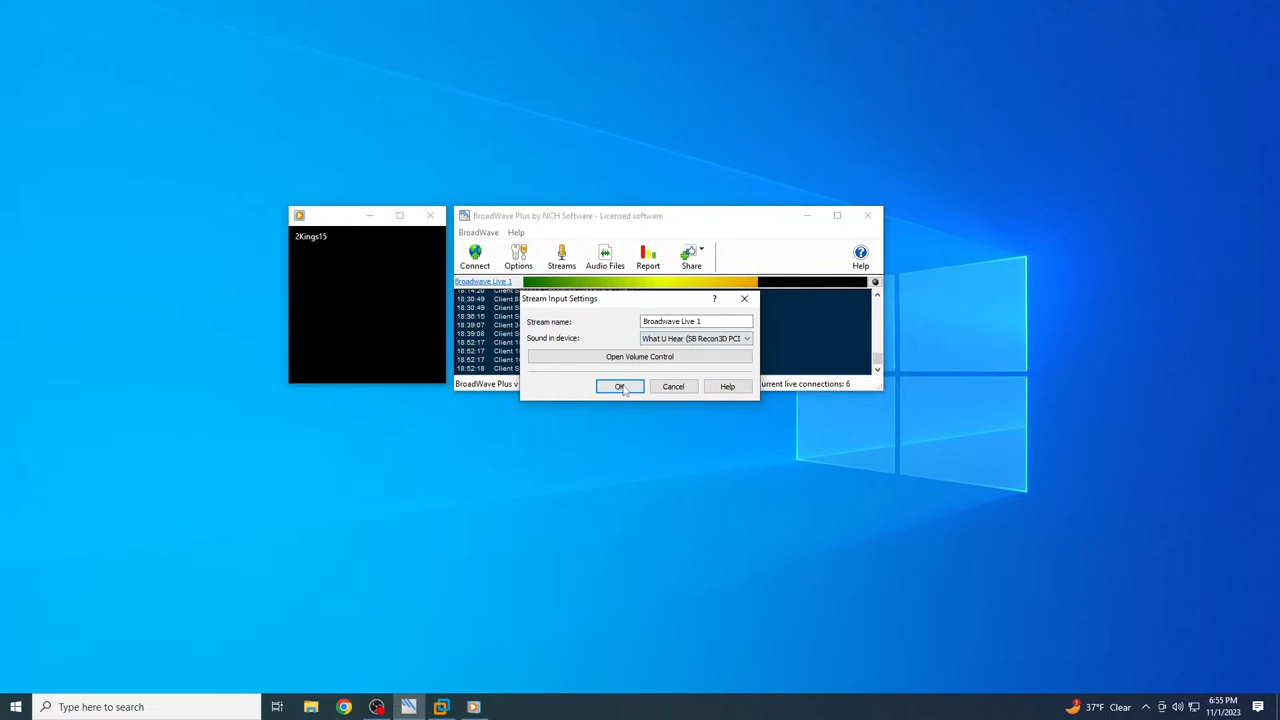 2Kings15
BroadWave Plus by NCH Software - Licensed software
BroadWave Help
Connect Options Streams Audio Files Report Share Help
Broadwave Live 1
Stream Input Settings
?
18:14:20 Client
18:30:49 Client
18:30:49 Client
18:36:15 Client
18:39:07 Client
18:39:08 Client
18:52:17 Client
18:52:17 Client
18:52:18 Client
Stream name: Broadwave Live 1
Sound in device: What U Hear (SB Recon3D PCI
Open Volume Control
OK Cancel Help
BroadWave Plus v
urrent live connections: 6
Type here to search
37°F Clear
6:55 PM
11/1/2023